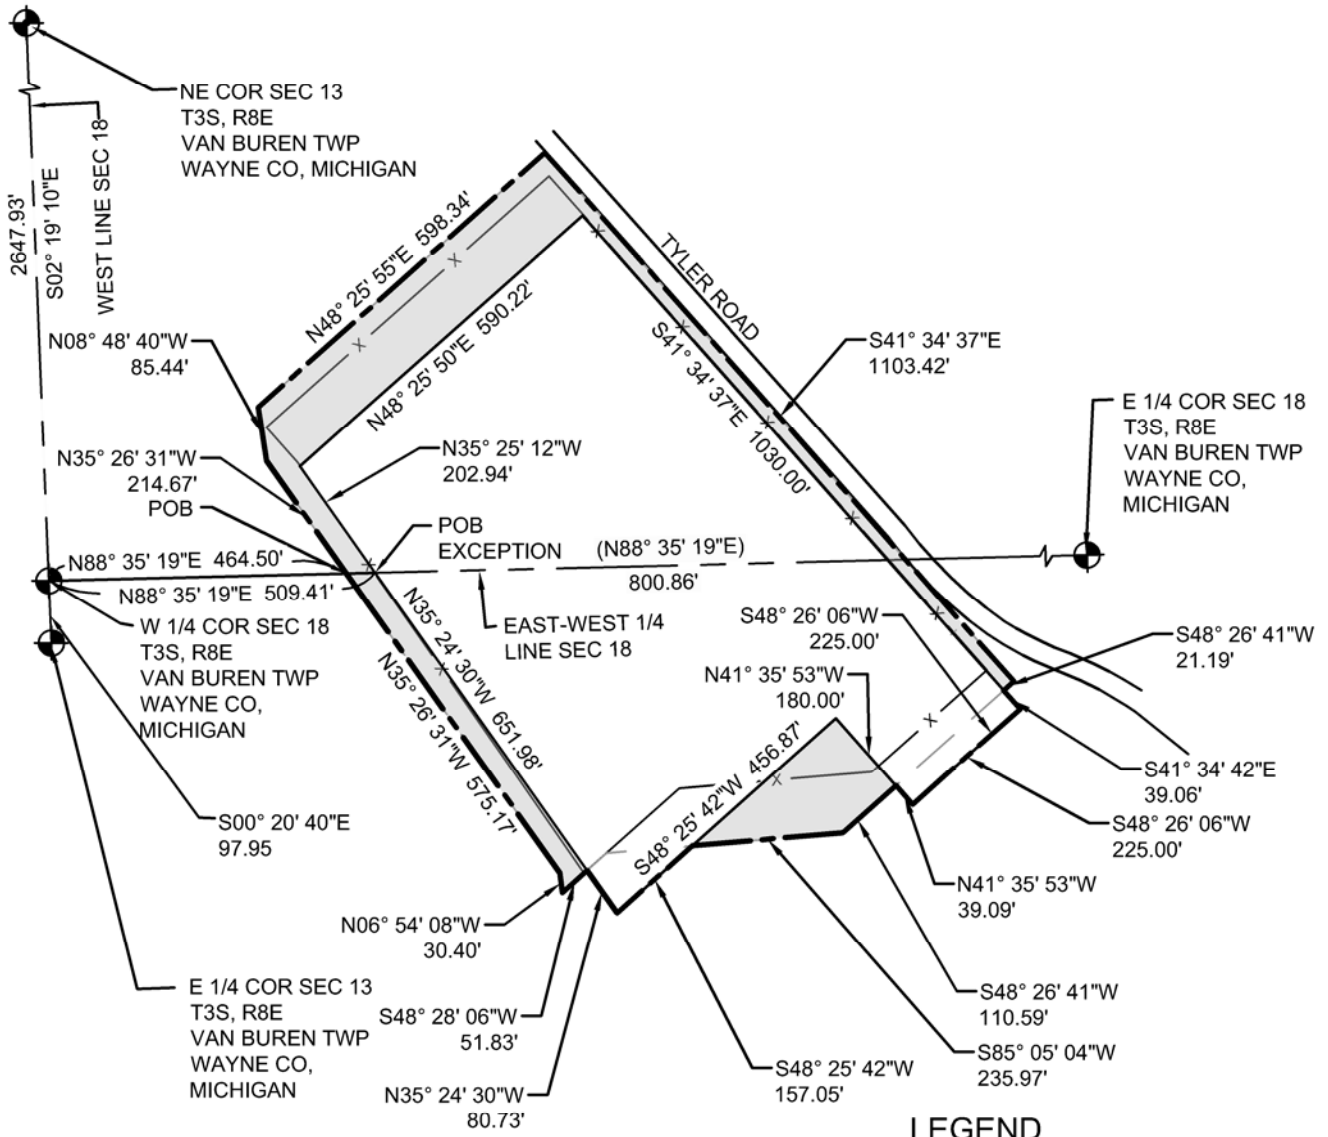 NE COR SEC 13
T3S, R8E
VAN BUREN TWP
WAYNE CO, MICHIGAN
2647.93'
S02° 19' 10"E
WEST LINE SEC 18
N48° 25' 55"E 598.34'
N48° 25' 50"E 590.22'
TYLER ROAD
S41° 34' 37"E 1030.00'
N08° 48' 40"W
85.44'
S41° 34' 37"E
1103.42'
E 1/4 COR SEC 18
T3S, R8E
VAN BUREN TWP
WAYNE CO,
MICHIGAN
N35° 26' 31"W
214.67'
POB
N35° 25' 12"W
202.94'
POB
EXCEPTION
(N88° 35' 19"E)
800.86'
N88° 35' 19"E 464.50'
N88° 35' 19"E 509.41'
W 1/4 COR SEC 18
T3S, R8E
VAN BUREN TWP
WAYNE CO,
MICHIGAN
EAST-WEST 1/4
LINE SEC 18
S48° 26' 06"W
225.00'
S48° 26' 41"W
21.19'
N41° 35' 53"W
180.00'
N35° 24' 30"W 651.98'
N35° 26' 31"W 575.17'
S48° 25' 42"W 456.87'
S41° 34' 42"E
39.06'
S00° 20' 40"E
97.95
S48° 26' 06"W
225.00'
N41° 35' 53"W
39.09'
N06° 54' 08"W
30.40'
E 1/4 COR SEC 13
T3S, R8E
VAN BUREN TWP
WAYNE CO,
MICHIGAN
S48° 28' 06"W
51.83'
S48° 26' 41"W
110.59'
S85° 05' 04"W
235.97'
S48° 25' 42"W
157.05'
N35° 24' 30"W
80.73'
LEGEND